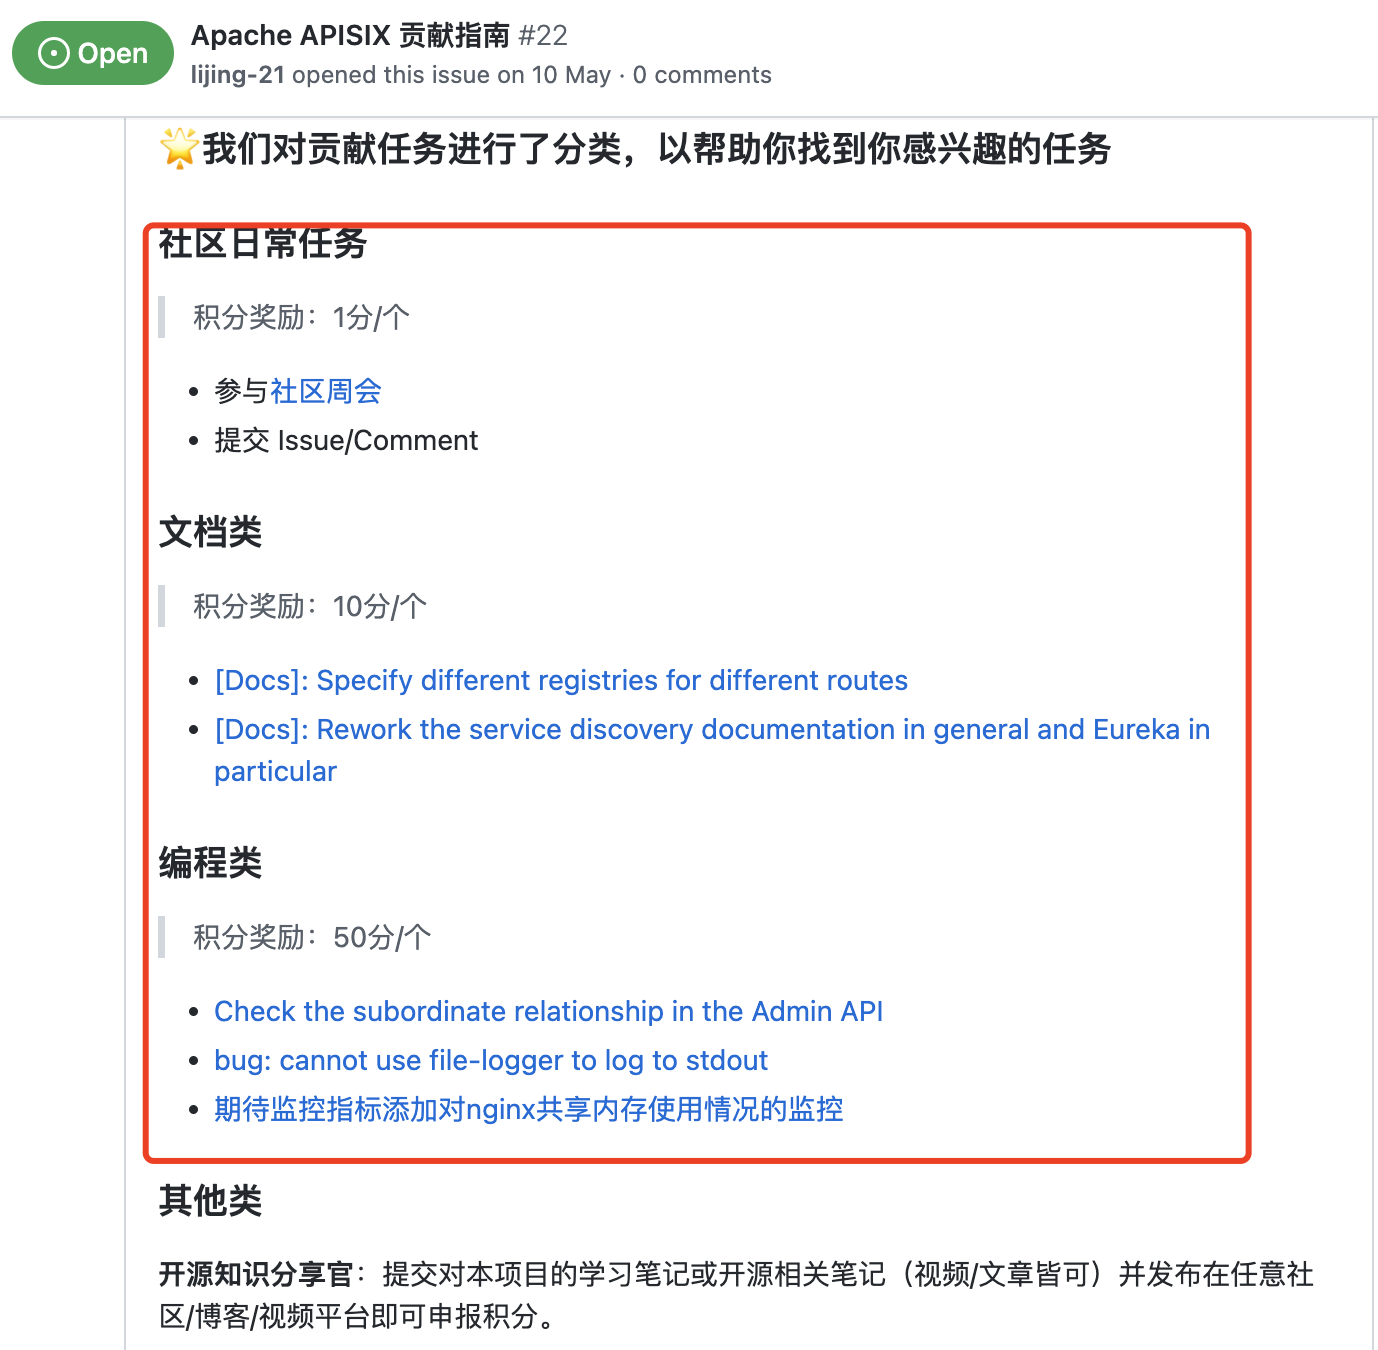 Open
Apache APISIX 贡献指南 #22
lijing-21 opened this issue on 10 May · 0 comments
🌟我们对贡献任务进行了分类，以帮助你找到你感兴趣的任务
社区日常任务
积分奖励：1分/个
• 参与社区周会
• 提交 Issue/Comment
文档类
积分奖励：10分/个
• [Docs]: Specify different registries for different routes
• [Docs]: Rework the service discovery documentation in general and Eureka in
particular
编程类
积分奖励：50分/个
• Check the subordinate relationship in the Admin API
• bug: cannot use file-logger to log to stdout
• 期待监控指标添加对nginx共享内存使用情况的监控
其他类
开源知识分享官：提交对本项目的学习笔记或开源相关笔记（视频/文章皆可）并发布在任意社
区/博客/视频平台即可申报积分。